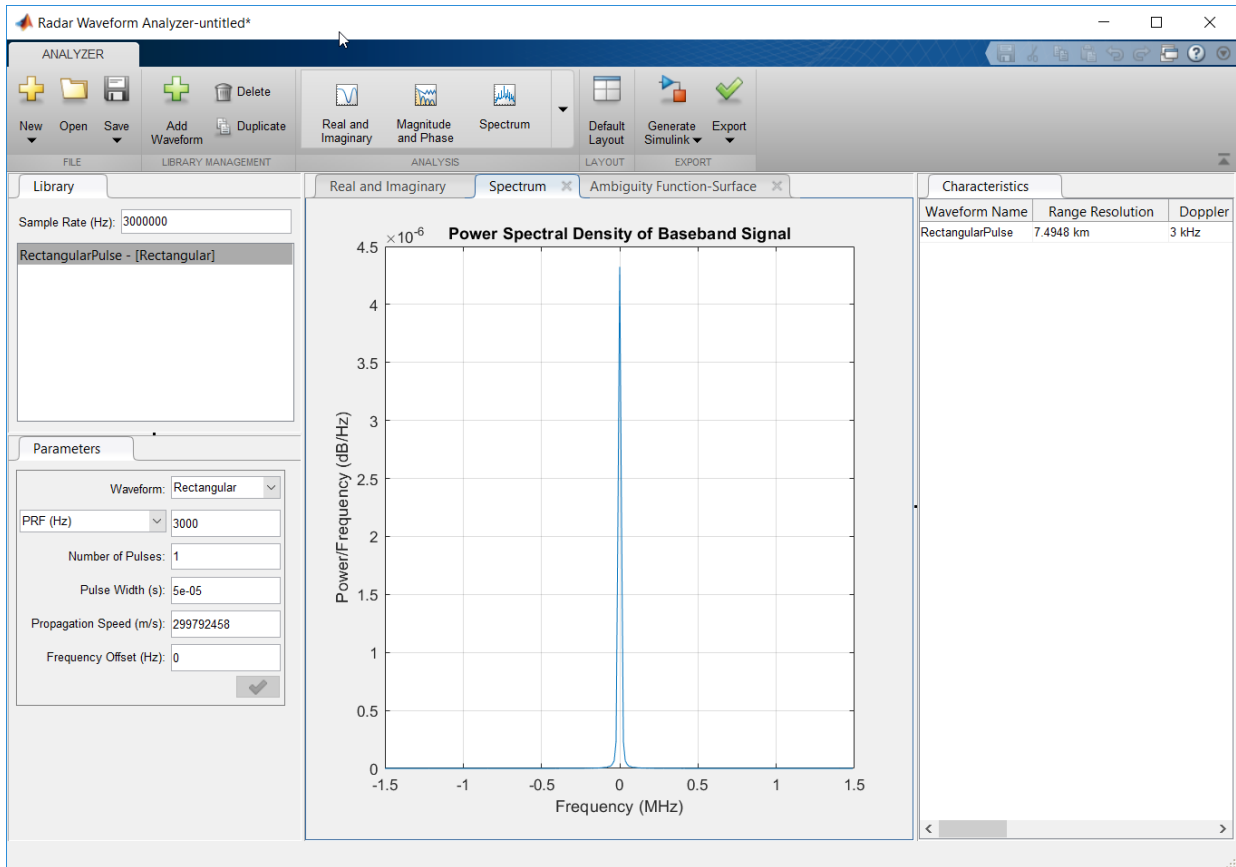 Radar Waveform Analyzer-untitled*
ANALYZER
New
Open
Save
Add Waveform
Delete
Duplicate
Real and Imaginary
Magnitude and Phase
Spectrum
Default Layout
Generate Simulink
Export
FILE
LIBRARY MANAGEMENT
ANALYSIS
LAYOUT
EXPORT
Library
Sample Rate (Hz): 3000000
RectangularPulse - [Rectangular]
Parameters
Waveform: Rectangular
PRF (Hz) 3000
Number of Pulses: 1
Pulse Width (s): 5e-05
Propagation Speed (m/s): 299792458
Frequency Offset (Hz): 0
Real and Imaginary
Spectrum
Ambiguity Function-Surface
×10-6
Power Spectral Density of Baseband Signal
4.5
4
3.5
3
2.5
2
1.5
1
0.5
0
Power/Frequency (dB/Hz)
-1.5 -1 -0.5 0 0.5 1 1.5
Frequency (MHz)
Characteristics
Waveform Name Range Resolution Doppler
RectangularPulse 7.4948 km 3 kHz